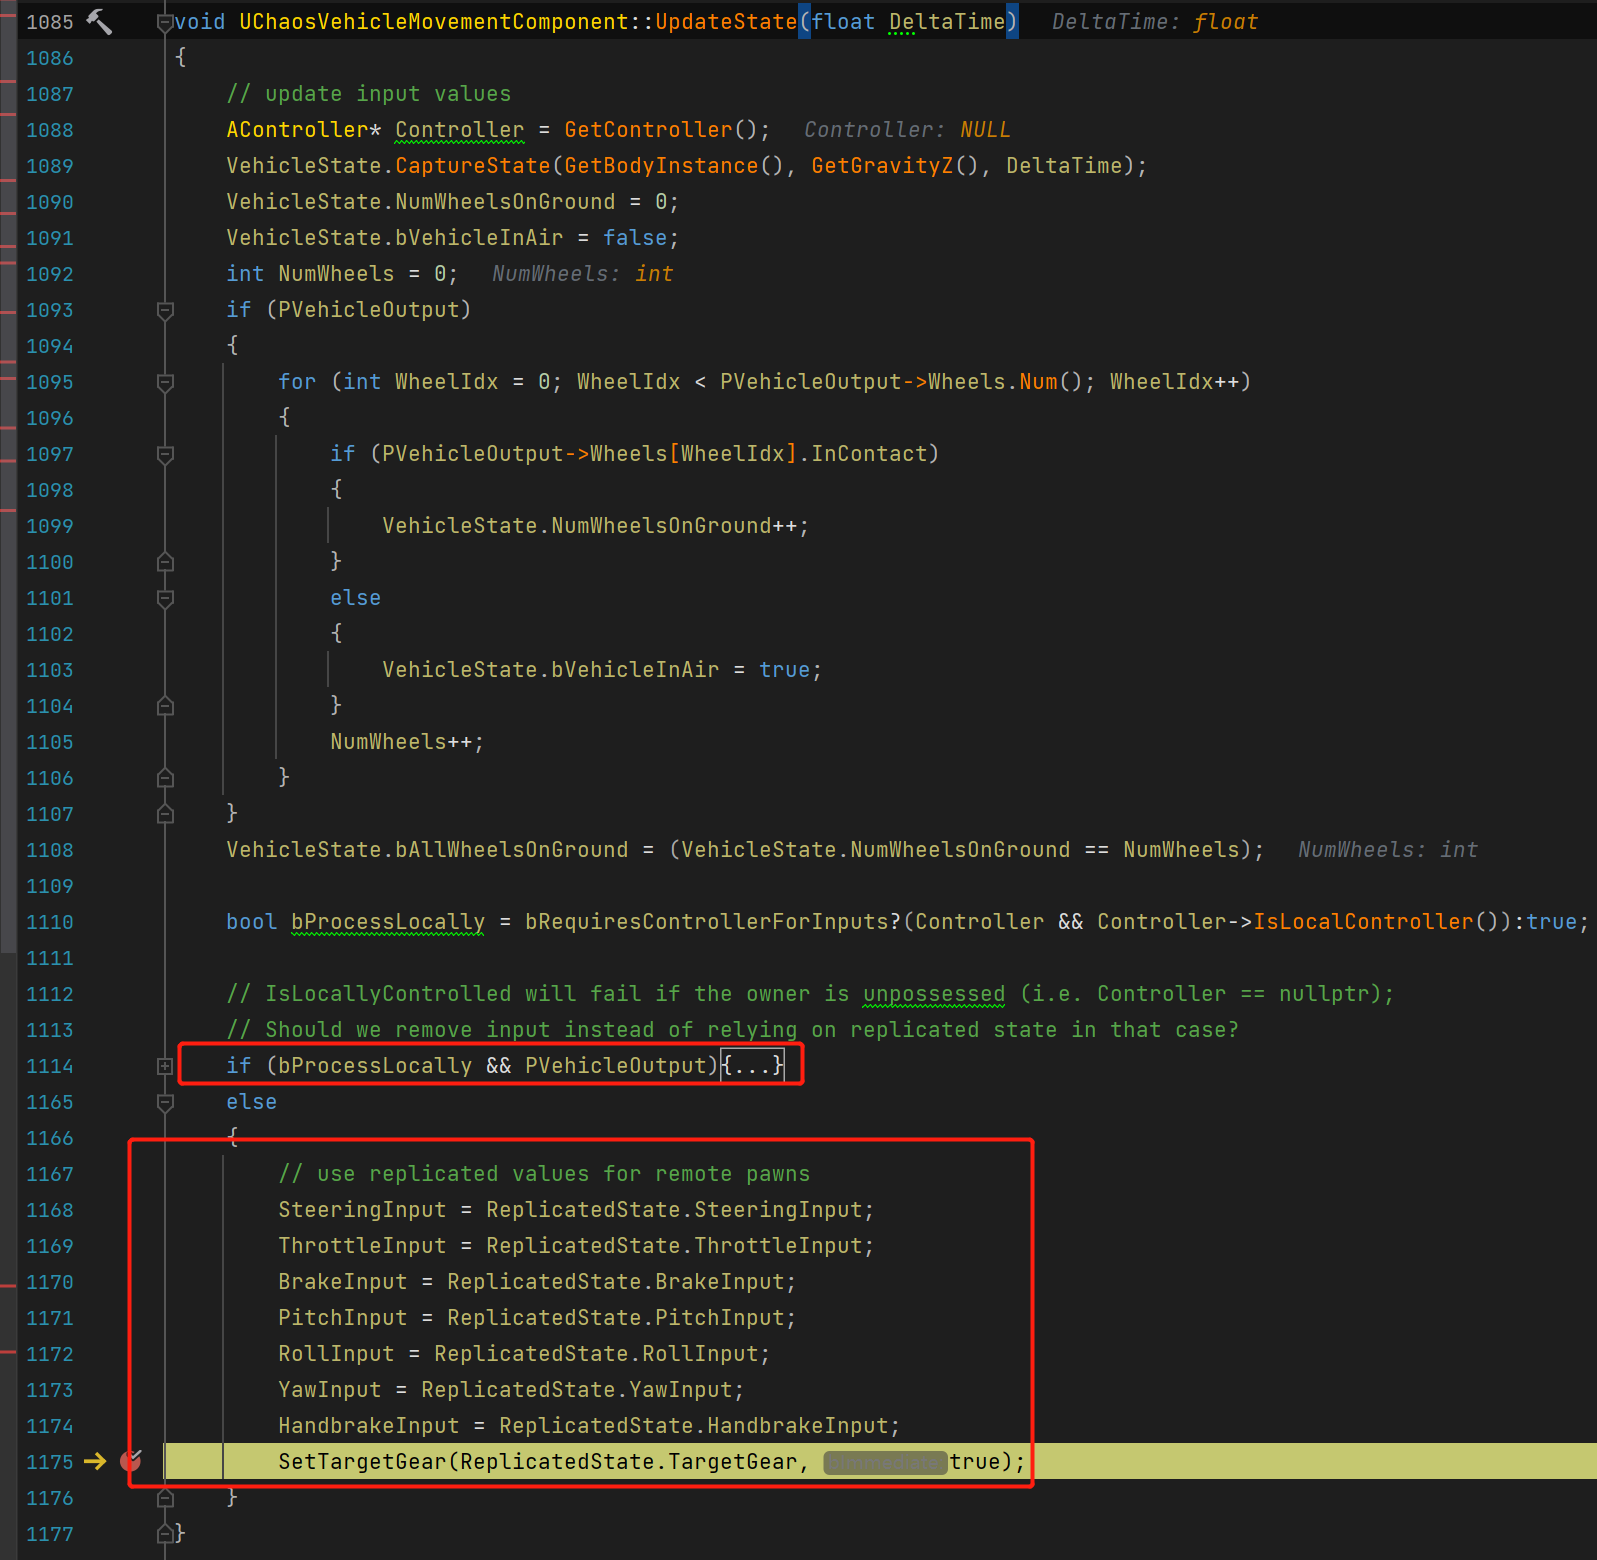 1085 void UChaosVehicleMovementComponent::UpdateState(float DeltaTime) DeltaTime: float
1086 {
1087 // update input values
1088 AController* Controller = GetController(); Controller: NULL
1089 VehicleState.CaptureState(GetBodyInstance(), GetGravityZ(), DeltaTime);
1090 VehicleState.NumWheelsOnGround = 0;
1091 VehicleState.bVehicleInAir = false;
1092 int NumWheels = 0; NumWheels: int
1093 if (PVehicleOutput)
1094 {
1095 for (int WheelIdx = 0; WheelIdx < PVehicleOutput->Wheels.Num(); WheelIdx++)
1096 {
1097 if (PVehicleOutput->Wheels[WheelIdx].InContact)
1098 {
1099 VehicleState.NumWheelsOnGround++;
1100 }
1101 else
1102 {
1103 VehicleState.bVehicleInAir = true;
1104 }
1105 NumWheels++;
1106 }
1107 }
1108 VehicleState.bAllWheelsOnGround = (VehicleState.NumWheelsOnGround == NumWheels); NumWheels: int
1109
1110 bool bProcessLocally = bRequiresControllerForInputs?(Controller && Controller->IsLocalController()):true;
1111
1112 // IsLocallyControlled will fail if the owner is unpossessed (i.e. Controller == nullptr);
1113 // Should we remove input instead of relying on replicated state in that case?
1114 if (bProcessLocally && PVehicleOutput){...}
1165 else
1166 {
1167 // use replicated values for remote pawns
1168 SteeringInput = ReplicatedState.SteeringInput;
1169 ThrottleInput = ReplicatedState.ThrottleInput;
1170 BrakeInput = ReplicatedState.BrakeInput;
1171 PitchInput = ReplicatedState.PitchInput;
1172 RollInput = ReplicatedState.RollInput;
1173 YawInput = ReplicatedState.YawInput;
1174 HandbrakeInput = ReplicatedState.HandbrakeInput;
1175 SetTargetGear(ReplicatedState.TargetGear, true);
1176 }
1177 }